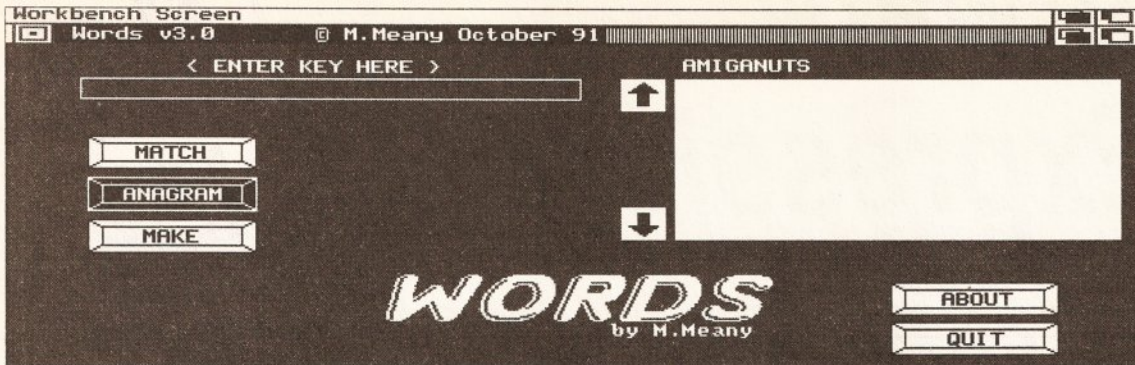 Workbench Screen
Words v3.0 © M.Meany October 91
< ENTER KEY HERE >
AMIGANUTS
MATCH
ANAGRAM
MAKE
WORDS
by M.Meany
ABOUT
QUIT